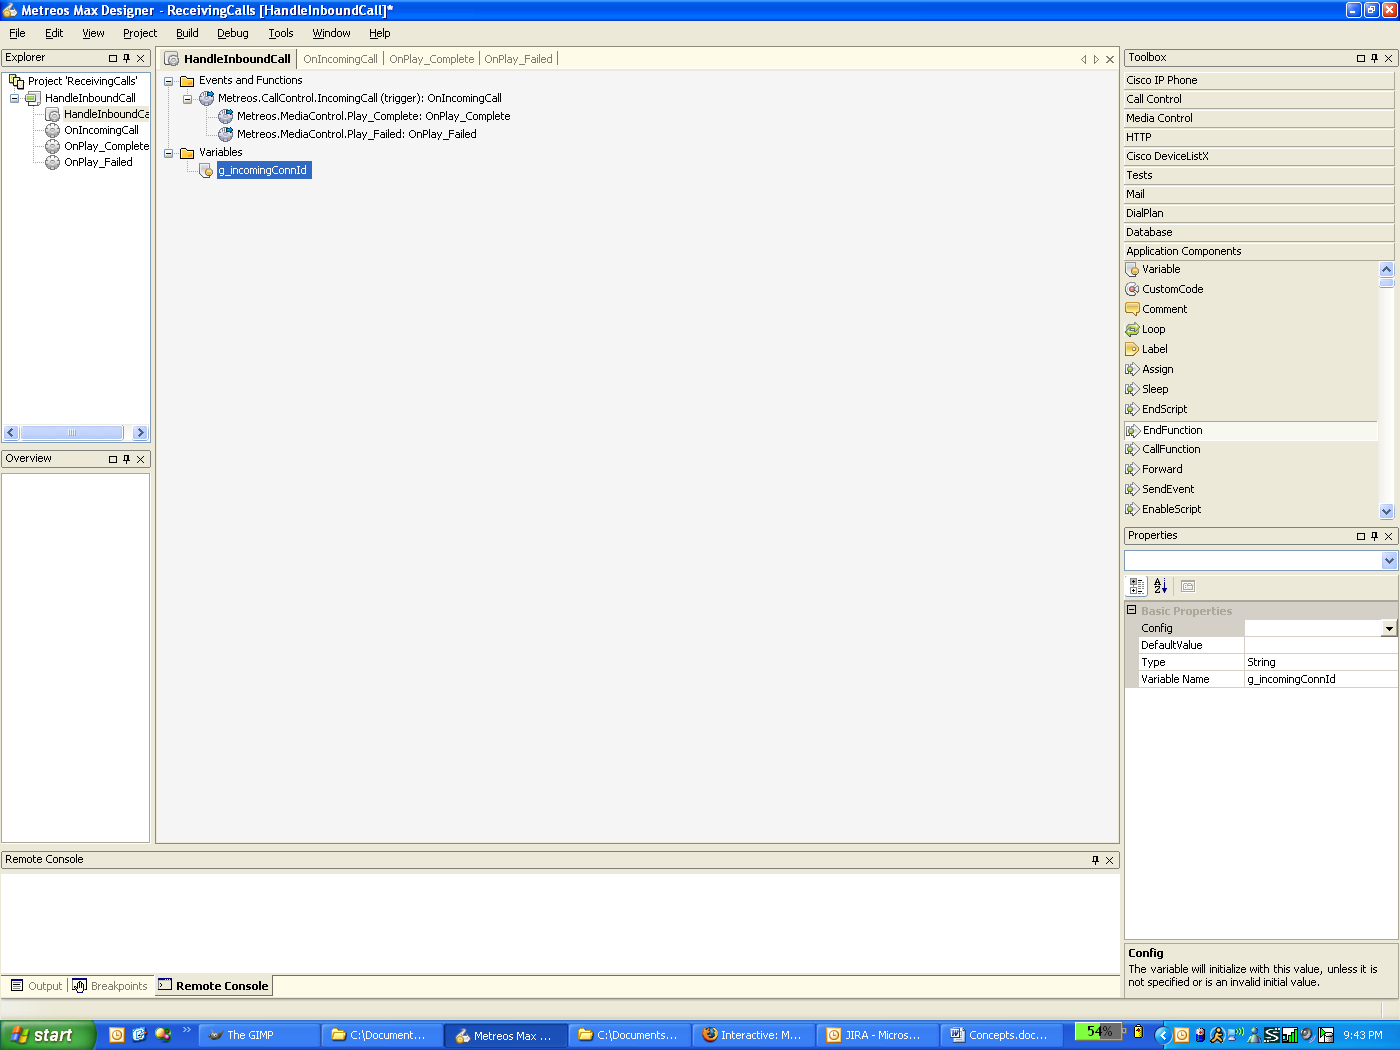 Metreos Max Designer - ReceivingCalls [HandleInboundCall]*
File Edit View Project Build Debug Tools Window Help
Explorer
Project 'ReceivingCalls'
HandleInboundCall
HandleInboundCa
OnIncomingCall
OnPlay_Complete
OnPlay_Failed
Overview
HandleInboundCall OnIncomingCall OnPlay_Complete OnPlay_Failed
Events and Functions
Metreos.CallControl.IncomingCall (trigger): OnIncomingCall
Metreos.MediaControl.Play_Complete: OnPlay_Complete
Metreos.MediaControl.Play_Failed: OnPlay_Failed
Variables
g_incomingConnId
Toolbox
Cisco IP Phone
Call Control
Media Control
HTTP
Cisco DeviceListX
Tests
Mail
DialPlan
Database
Application Components
Variable
CustomCode
Comment
Loop
Label
Assign
Sleep
EndScript
EndFunction
CallFunction
Forward
SendEvent
EnableScript
Properties
Basic Properties
Config
DefaultValue
Type String
Variable Name g_incomingConnId
Config
The variable will initialize with this value, unless it is
not specified or is an invalid initial value.
Remote Console
Output Breakpoints Remote Console
start The GIMP C:\Document... Metreos Max ... C:\Documents... Interactive: M... JIRA - Micros... Concepts.doc... 54% 9:43 PM